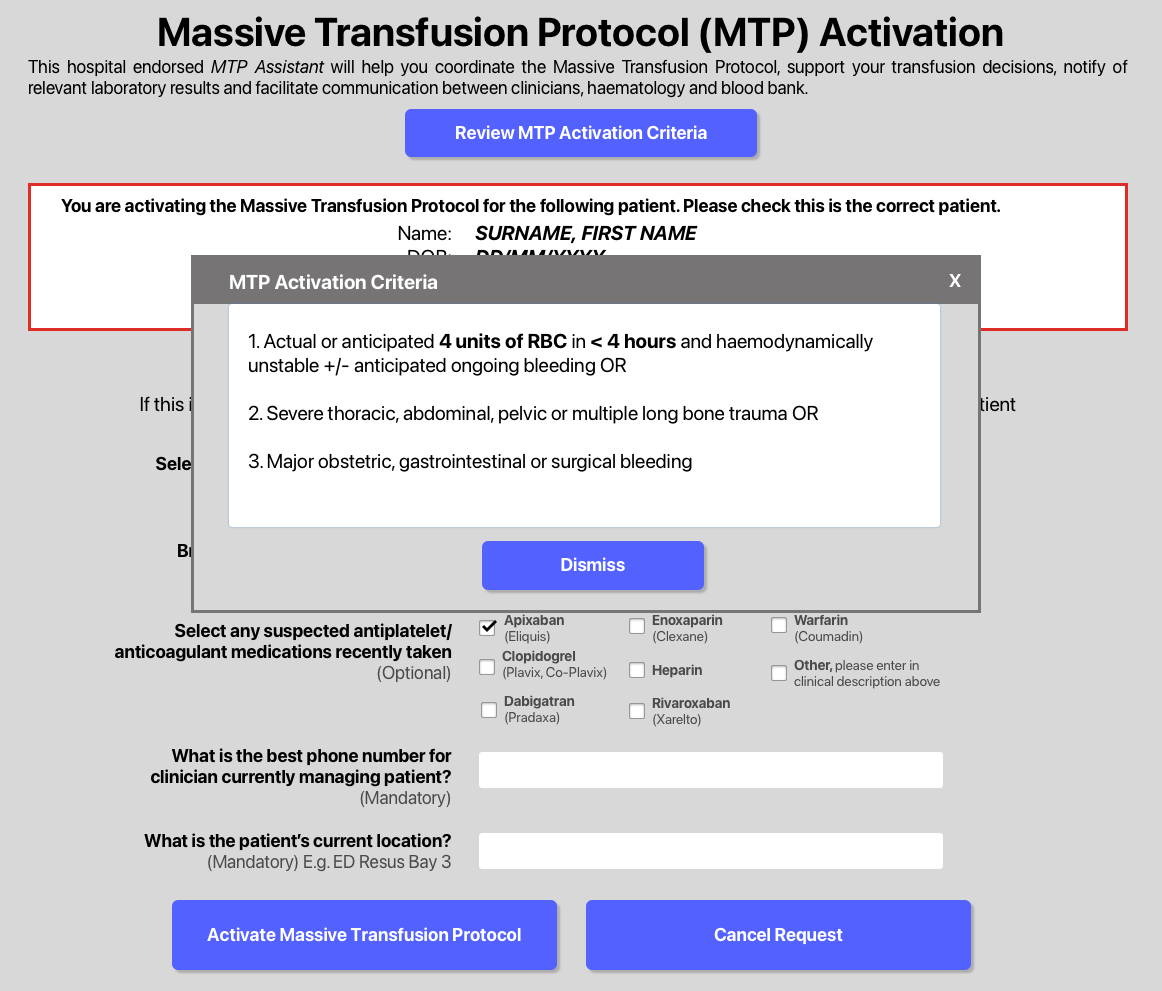 Massive Transfusion Protocol (MTP) Activation
This hospital endorsed MTP Assistant will help you coordinate the Massive Transfusion Protocol, support your transfusion decisions, notify of
relevant laboratory results and facilitate communication between clinicians, haematology and blood bank.
Review MTP Activation Criteria
You are activating the Massive Transfusion Protocol for the following patient. Please check this is the correct patient.
Name: SURNAME, FIRST NAME
DOB: DD/MM/YYYY
MTP Activation Criteria X
1. Actual or anticipated 4 units of RBC in < 4 hours and haemodynamically
unstable +/- anticipated ongoing bleeding OR
2. Severe thoracic, abdominal, pelvic or multiple long bone trauma OR
3. Major obstetric, gastrointestinal or surgical bleeding
Dismiss
If this i
tient
Sele
Br
Select any suspected antiplatelet/
anticoagulant medications recently taken
(Optional)
Apixaban
(Eliquis)
Enoxaparin
(Clexane)
Warfarin
(Coumadin)
Clopidogrel
(Plavix, Co-Plavix)
Heparin
Other, please enter in
clinical description above
Dabigatran
(Pradaxa)
Rivaroxaban
(Xarelto)
What is the best phone number for
clinician currently managing patient?
(Mandatory)
What is the patient's current location?
(Mandatory) E.g. ED Resus Bay 3
Activate Massive Transfusion Protocol
Cancel Request